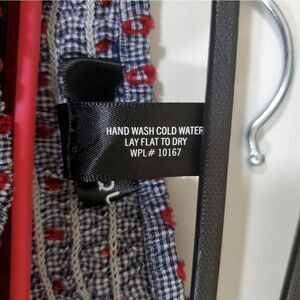 HAND WASH COLD WATER
LAY FLAT TO DRY
WPL# 10167